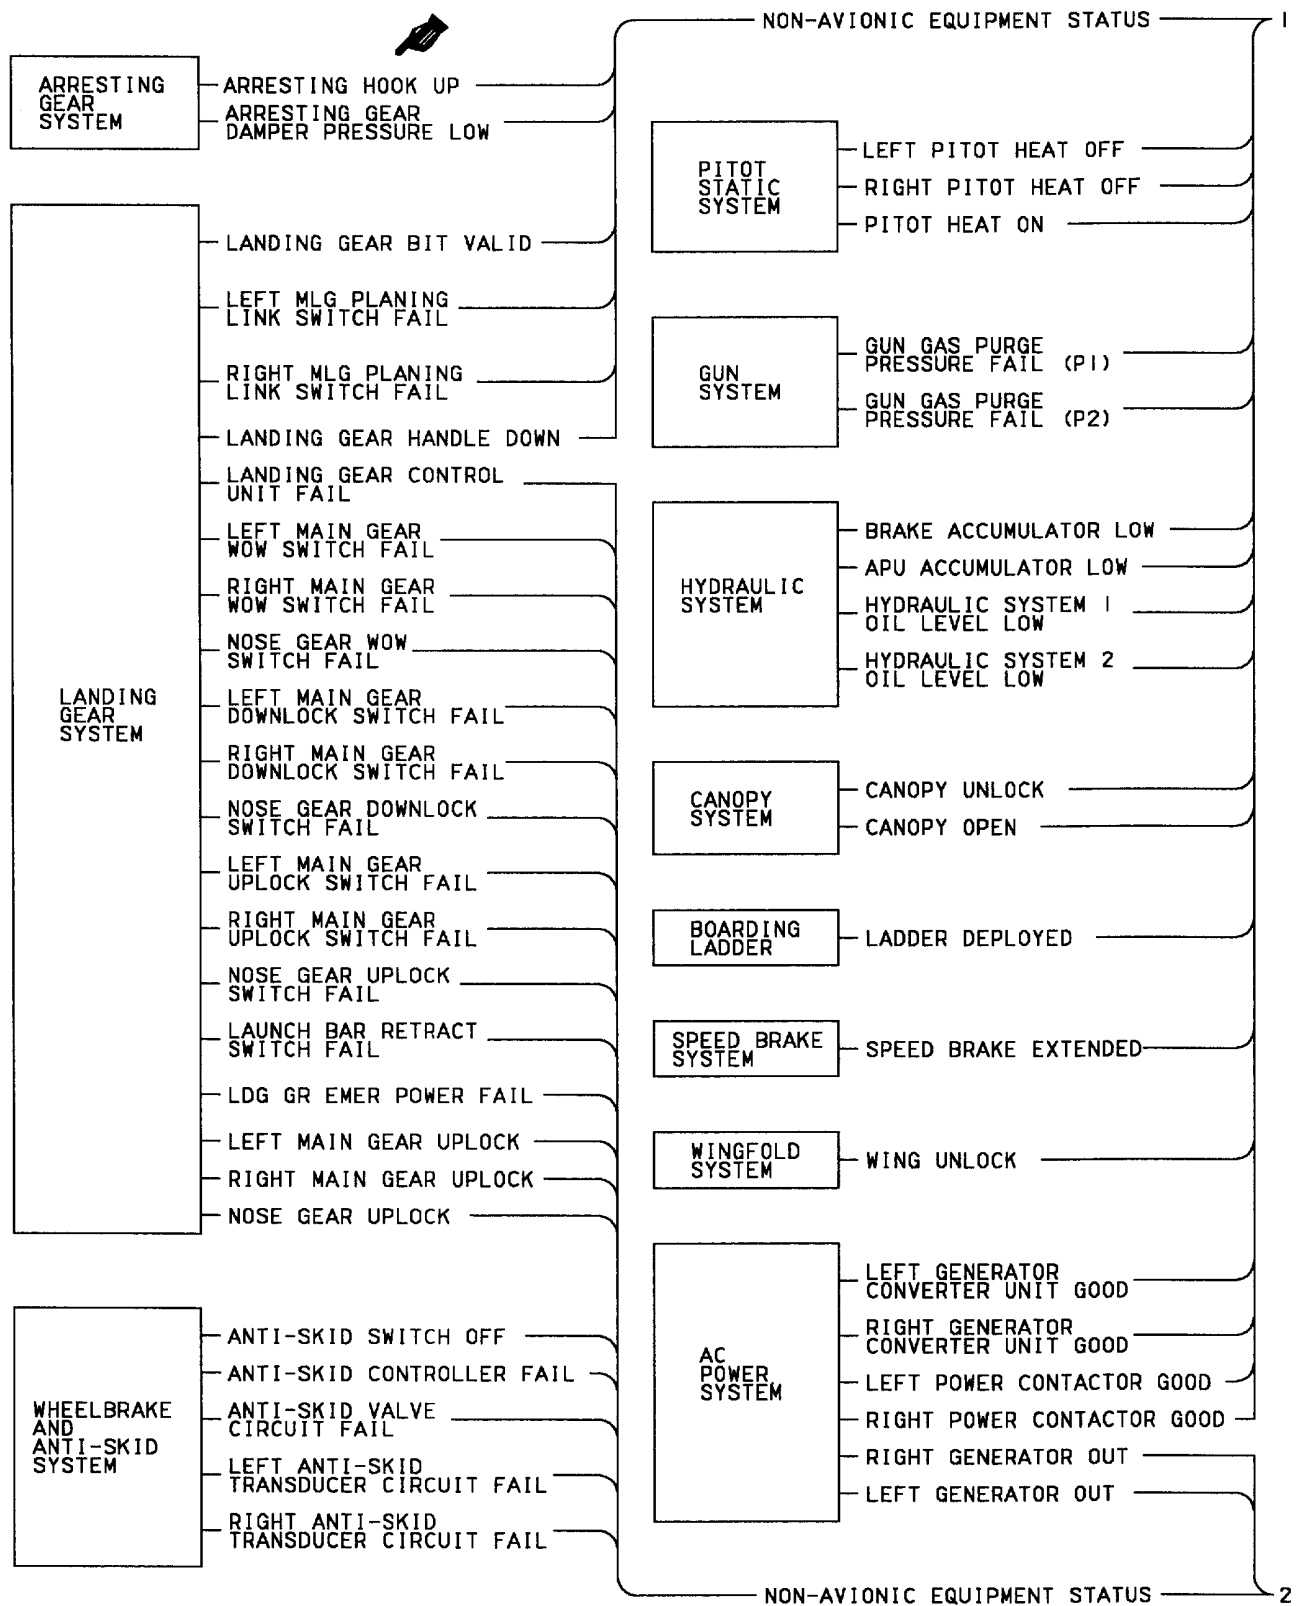 NON-AVIONIC EQUIPMENT STATUS
1
ARRESTING
GEAR
SYSTEM
ARRESTING HOOK UP
ARRESTING GEAR
DAMPER PRESSURE LOW
LANDING
GEAR
SYSTEM
LANDING GEAR BIT VALID
LEFT MLG PLANING
LINK SWITCH FAIL
RIGHT MLG PLANING
LINK SWITCH FAIL
LANDING GEAR HANDLE DOWN
LANDING GEAR CONTROL
UNIT FAIL
LEFT MAIN GEAR
WOW SWITCH FAIL
RIGHT MAIN GEAR
WOW SWITCH FAIL
NOSE GEAR WOW
SWITCH FAIL
LEFT MAIN GEAR
DOWNLOCK SWITCH FAIL
RIGHT MAIN GEAR
DOWNLOCK SWITCH FAIL
NOSE GEAR DOWNLOCK
SWITCH FAIL
LEFT MAIN GEAR
UPLOCK SWITCH FAIL
RIGHT MAIN GEAR
UPLOCK SWITCH FAIL
NOSE GEAR UPLOCK
SWITCH FAIL
LAUNCH BAR RETRACT
SWITCH FAIL
LDG GR EMER POWER FAIL
LEFT MAIN GEAR UPLOCK
RIGHT MAIN GEAR UPLOCK
NOSE GEAR UPLOCK
WHEELBRAKE
AND
ANTI-SKID
SYSTEM
ANTI-SKID SWITCH OFF
ANTI-SKID CONTROLLER FAIL
ANTI-SKID VALVE
CIRCUIT FAIL
LEFT ANTI-SKID
TRANSDUCER CIRCUIT FAIL
RIGHT ANTI-SKID
TRANSDUCER CIRCUIT FAIL
PITOT
STATIC
SYSTEM
LEFT PITOT HEAT OFF
RIGHT PITOT HEAT OFF
PITOT HEAT ON
GUN
SYSTEM
GUN GAS PURGE
PRESSURE FAIL (P1)
GUN GAS PURGE
PRESSURE FAIL (P2)
HYDRAULIC
SYSTEM
BRAKE ACCUMULATOR LOW
APU ACCUMULATOR LOW
HYDRAULIC SYSTEM 1
OIL LEVEL LOW
HYDRAULIC SYSTEM 2
OIL LEVEL LOW
CANOPY
SYSTEM
CANOPY UNLOCK
CANOPY OPEN
BOARDING
LADDER
LADDER DEPLOYED
SPEED BRAKE
SYSTEM
SPEED BRAKE EXTENDED
WINGFOLD
SYSTEM
WING UNLOCK
AC
POWER
SYSTEM
LEFT GENERATOR
CONVERTER UNIT GOOD
RIGHT GENERATOR
CONVERTER UNIT GOOD
LEFT POWER CONTACTOR GOOD
RIGHT POWER CONTACTOR GOOD
RIGHT GENERATOR OUT
LEFT GENERATOR OUT
NON-AVIONIC EQUIPMENT STATUS
2